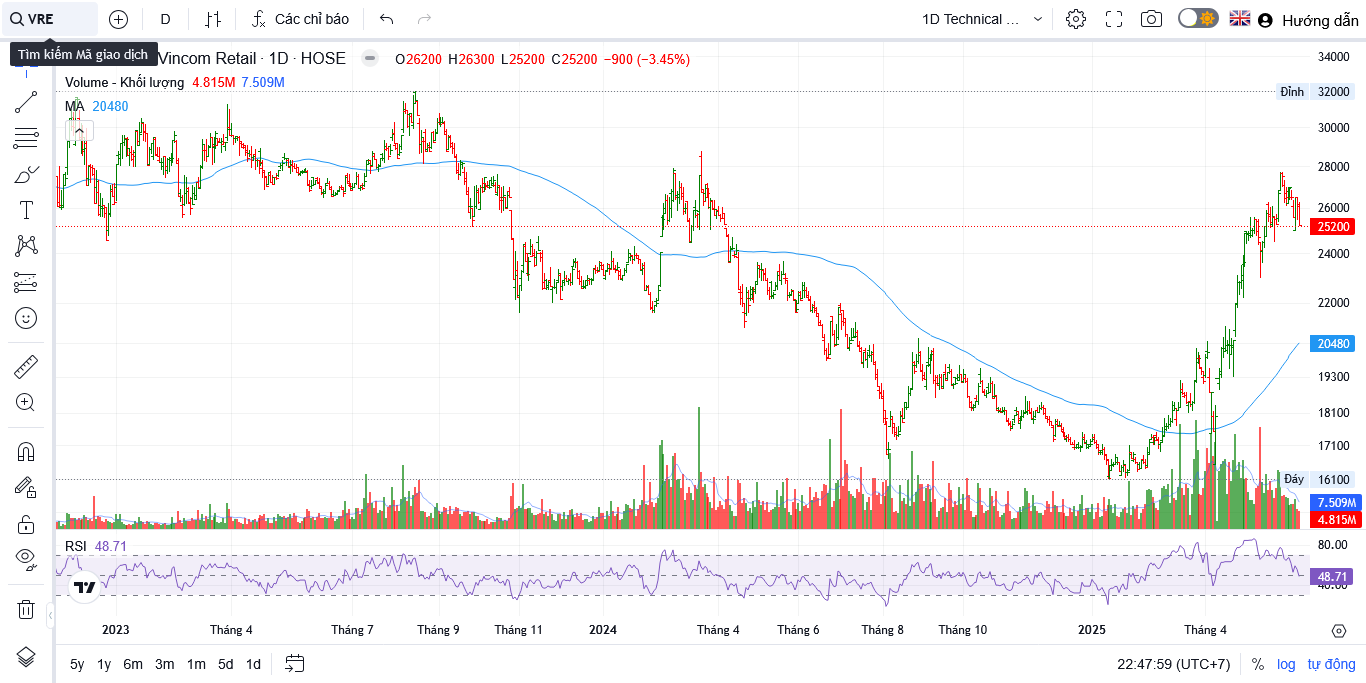 VRE
D
Các chỉ báo
1D Technical ...
Hướng dẫn
Tìm kiếm Mã giao dịch
Vincom Retail · 1D · HOSE
O26200 H26300 L25200 C25200 −900 (−3.45%)
Volume - Khối lượng 4.815M 7.509M
MA 20480
34000
Đỉnh 32000
30000
28000
26000
25200
24000
22000
20480
19300
18100
17100
Đáy 16100
7.509M
4.815M
RSI 48.71
80.00
48.71
40.00
2023 Tháng 4 Tháng 7 Tháng 9 Tháng 11 2024 Tháng 4 Tháng 6 Tháng 8 Tháng 10 2025 Tháng 4
5y 1y 6m 3m 1m 5d 1d
22:47:59 (UTC+7) % log tự động